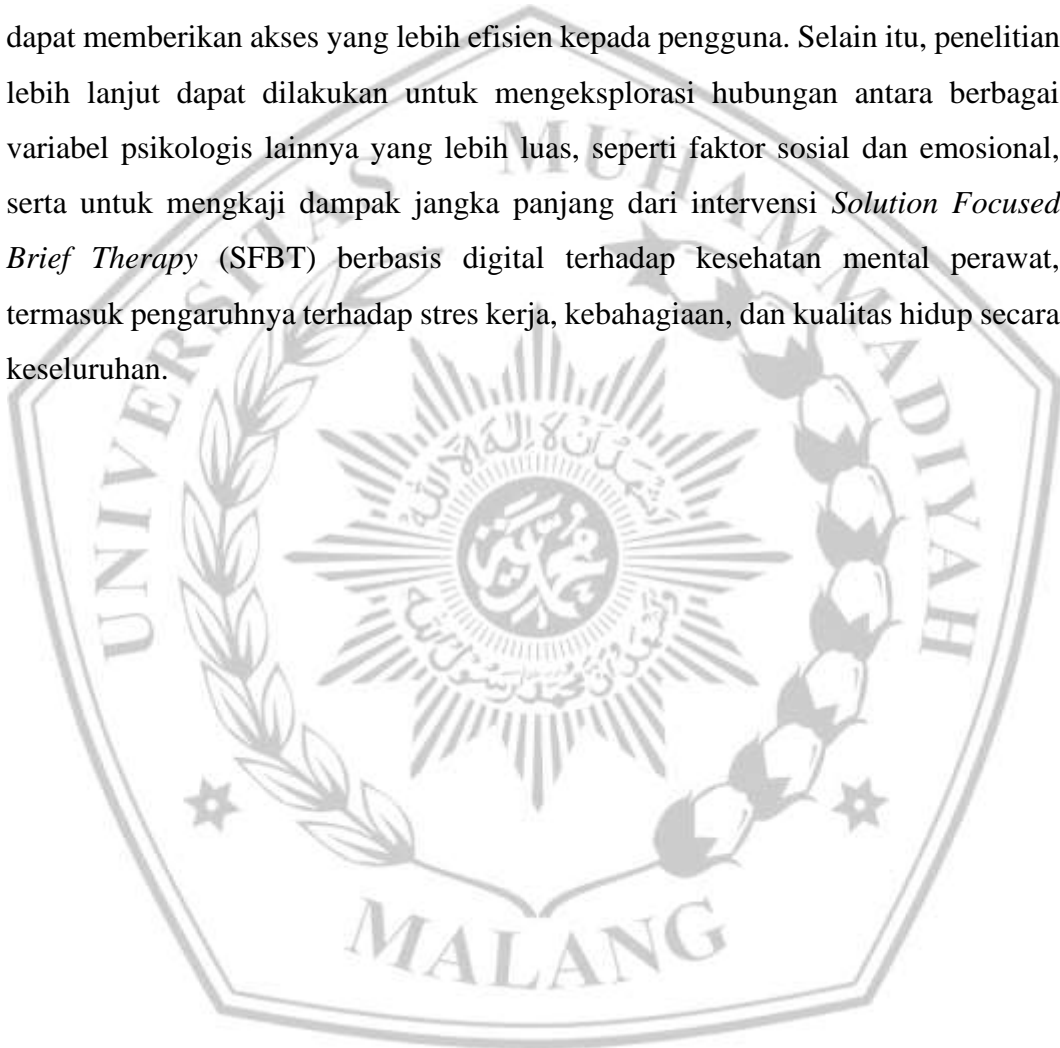 dapat memberikan akses yang lebih efisien kepada pengguna. Selain itu, penelitian
lebih lanjut dapat dilakukan untuk mengeksplorasi hubungan antara berbagai
variabel psikologis lainnya yang lebih luas, seperti faktor sosial dan emosional,
serta untuk mengkaji dampak jangka panjang dari intervensi Solution Focused
Brief Therapy (SFBT) berbasis digital terhadap kesehatan mental perawat,
termasuk pengaruhnya terhadap stres kerja, kebahagiaan, dan kualitas hidup secara
keseluruhan.
UNIVERSITAS MUHAMMADIYAH
MALANG